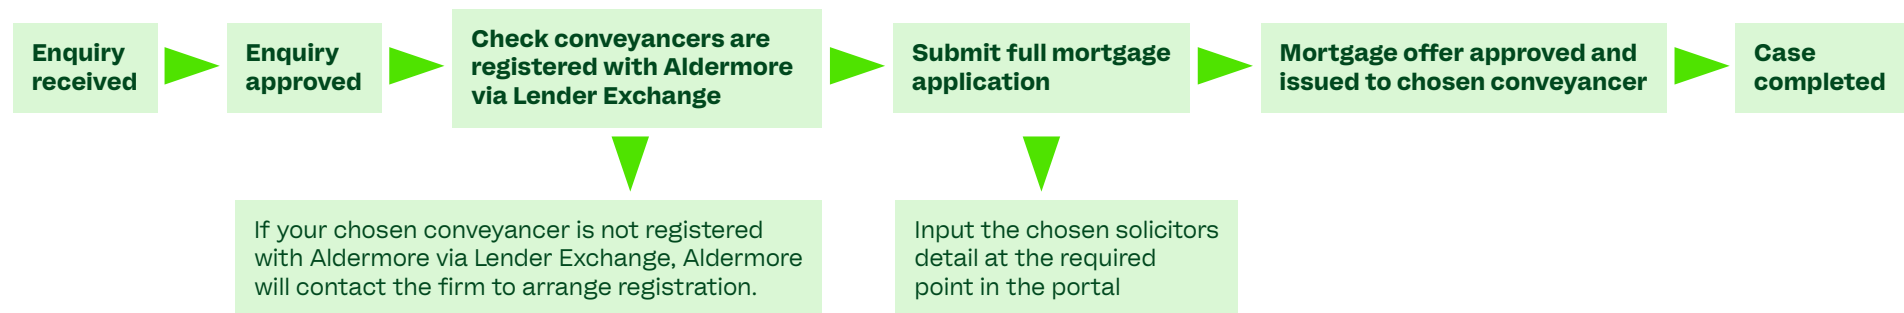 Enquiry
received
Enquiry
approved
Check conveyancers are
registered with Aldermore
via Lender Exchange
Submit full mortgage
application
Mortgage offer approved and
issued to chosen conveyancer
Case
completed
If your chosen conveyancer is not registered
with Aldermore via Lender Exchange, Aldermore
will contact the firm to arrange registration.
Input the chosen solicitors
detail at the required
point in the portal